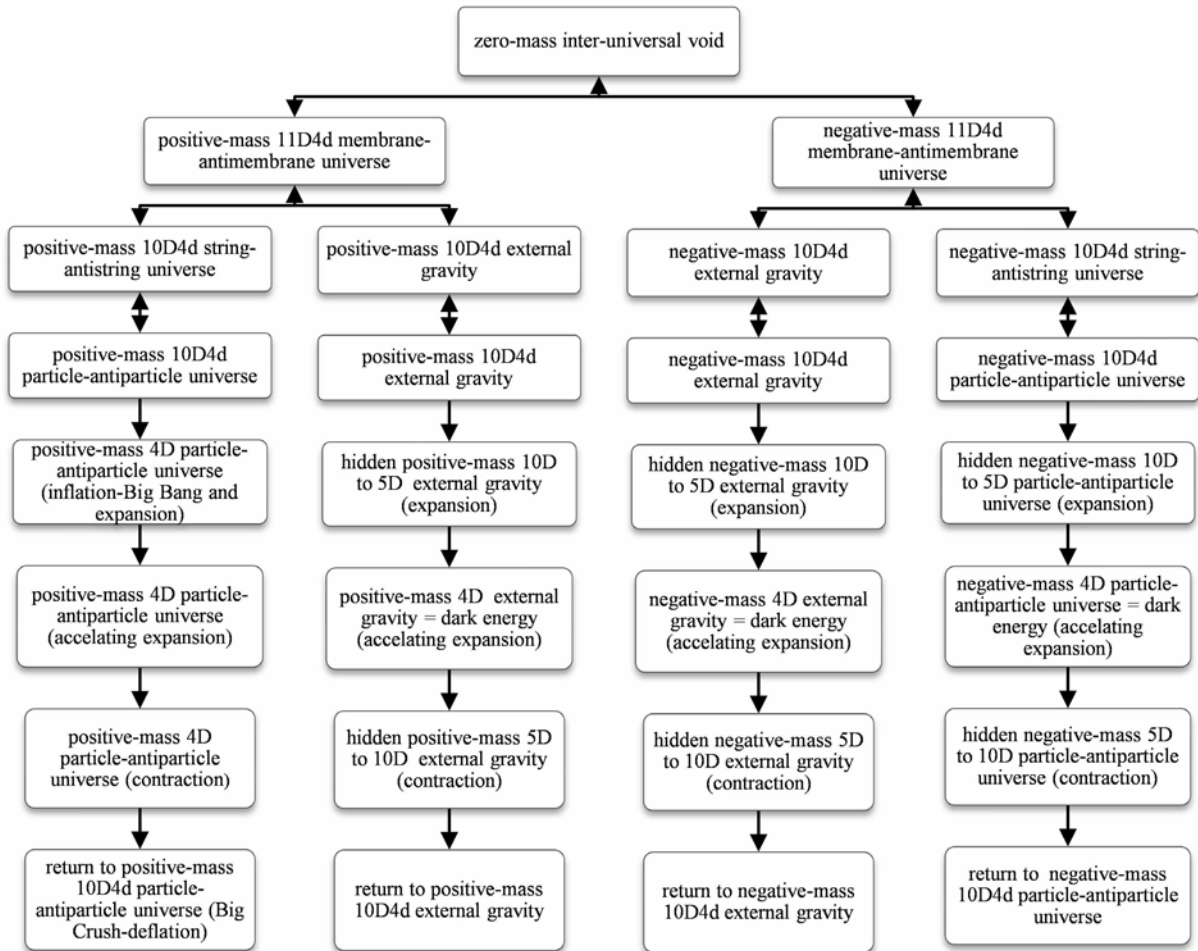 zero-mass inter-universal void
positive-mass 11D4d membrane-
antimembrane universe
negative-mass 11D4d
membrane-antimembrane
universe
positive-mass 10D4d string-
antistring universe
positive-mass 10D4d external
gravity
negative-mass 10D4d
external gravity
negative-mass 10D4d string-
antistring universe
positive-mass 10D4d
particle-antiparticle universe
positive-mass 10D4d
external gravity
negative-mass 10D4d
external gravity
negative-mass 10D4d
particle-antiparticle universe
positive-mass 4D particle-
antiparticle universe
(inflation-Big Bang and
expansion)
hidden positive-mass 10D
to 5D external gravity
(expansion)
hidden negative-mass 10D
to 5D external gravity
(expansion)
hidden negative-mass 10D
to 5D particle-antiparticle
universe (expansion)
positive-mass 4D particle-
antiparticle universe
(accelating expansion)
positive-mass 4D external
gravity = dark energy
(accelating expansion)
negative-mass 4D external
gravity = dark energy
(accelating expansion)
negative-mass 4D particle-
antiparticle universe = dark
energy (accelating
expansion)
positive-mass 4D
particle-antiparticle
universe (contraction)
hidden positive-mass 5D
to 10D external gravity
(contraction)
hidden negative-mass 5D
to 10D external gravity
(contraction)
hidden negative-mass 5D
to 10D particle-antiparticle
universe (contraction)
return to positive-mass
10D4d particle-
antiparticle universe (Big
Crush-deflation)
return to positive-mass
10D4d external gravity
return to negative-mass
10D4d external gravity
return to negative-mass
10D4d particle-antiparticle
universe